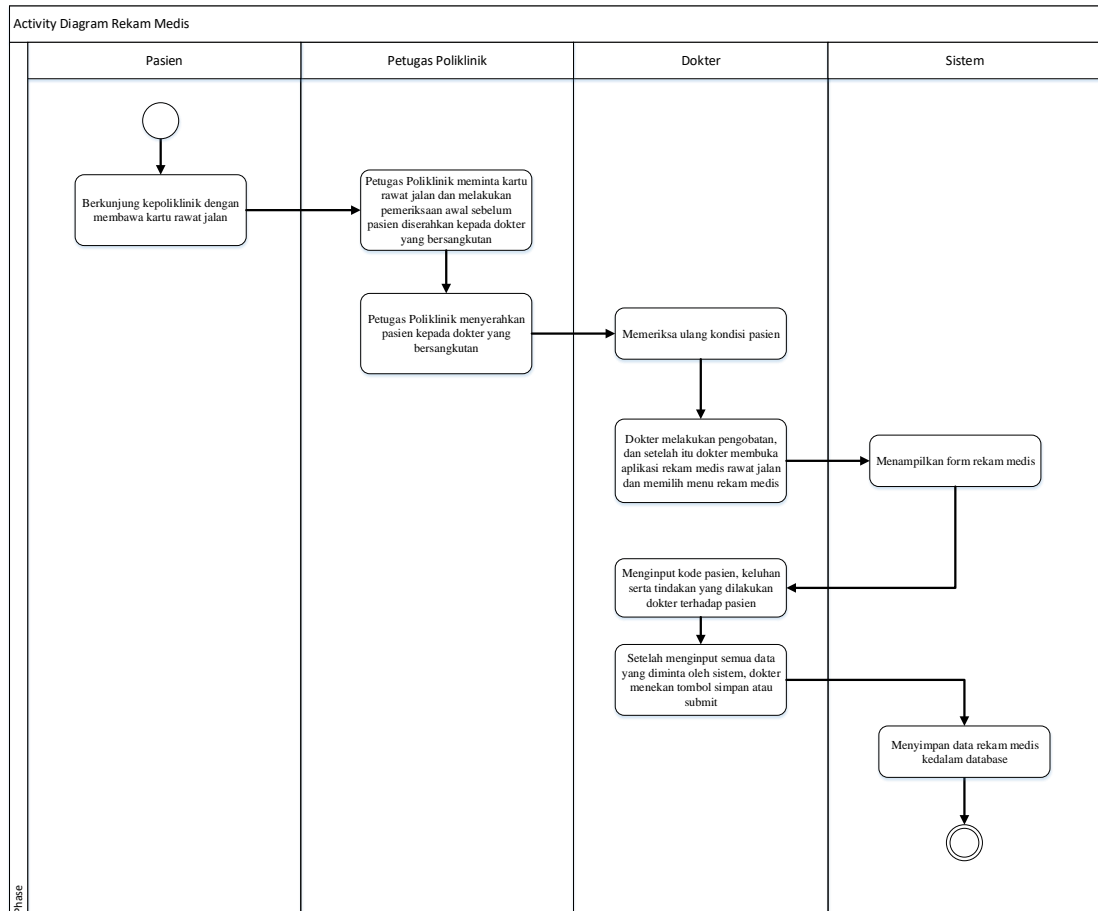 Activity Diagram Rekam Medis
Pasien
Petugas Poliklinik
Dokter
Sistem
Berkunjung kepoliklinik dengan
membawa kartu rawat jalan
Petugas Poliklinik meminta kartu
rawat jalan dan melakukan
pemeriksaan awal sebelum
pasien diserahkan kepada dokter
yang bersangkutan
Petugas Poliklinik menyerahkan
pasien kepada dokter yang
bersangkutan
Memeriksa ulang kondisi pasien
Dokter melakukan pengobatan,
dan setelah itu dokter membuka
aplikasi rekam medis rawat jalan
dan memilih menu rekam medis
Menampilkan form rekam medis
Menginput kode pasien, keluhan
serta tindakan yang dilakukan
dokter terhadap pasien
Setelah menginput semua data
yang diminta oleh sistem, dokter
menekan tombol simpan atau
submit
Menyimpan data rekam medis
kedalam database
Phase